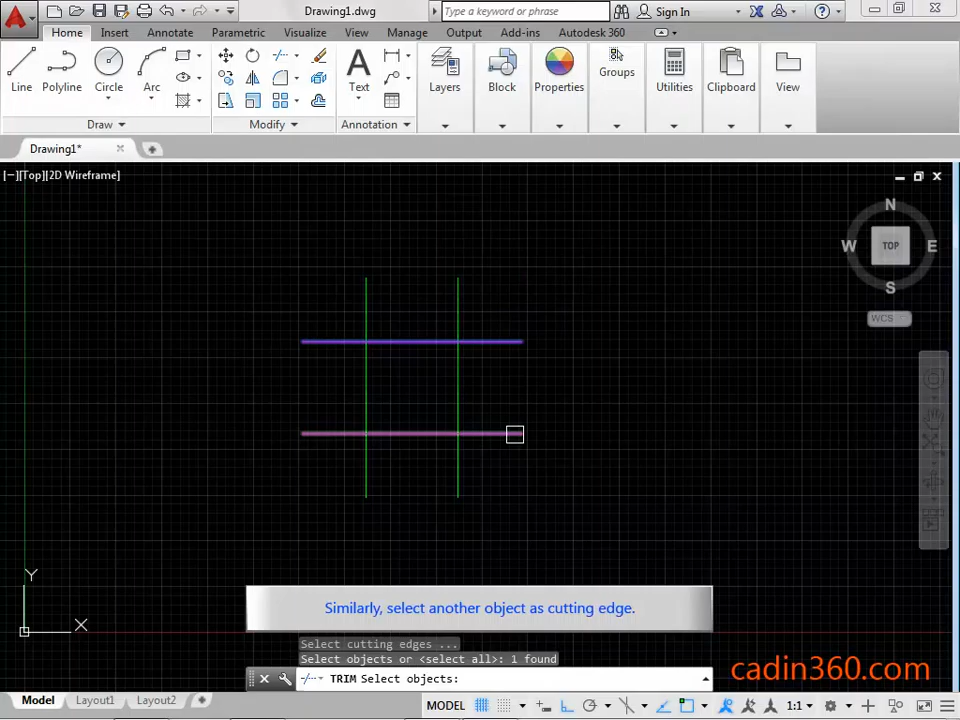 Drawing1.dwg
Type a keyword or phrase
Sign In
Home Insert Annotate Parametric Visualize View Manage Output Add-ins Autodesk 360
Line Polyline Circle Arc
Text
Layers
Block
Properties
Groups
Utilities
Clipboard
View
Draw
Modify
Annotation
Drawing1*
[−][Top][2D Wireframe]
N
W TOP E
S
WCS
Y
X
Similarly, select another object as cutting edge.
Select cutting edges ...
Select objects or <select all>: 1 found
TRIM Select objects:
cadin360.com
Model Layout1 Layout2
MODEL
1:1